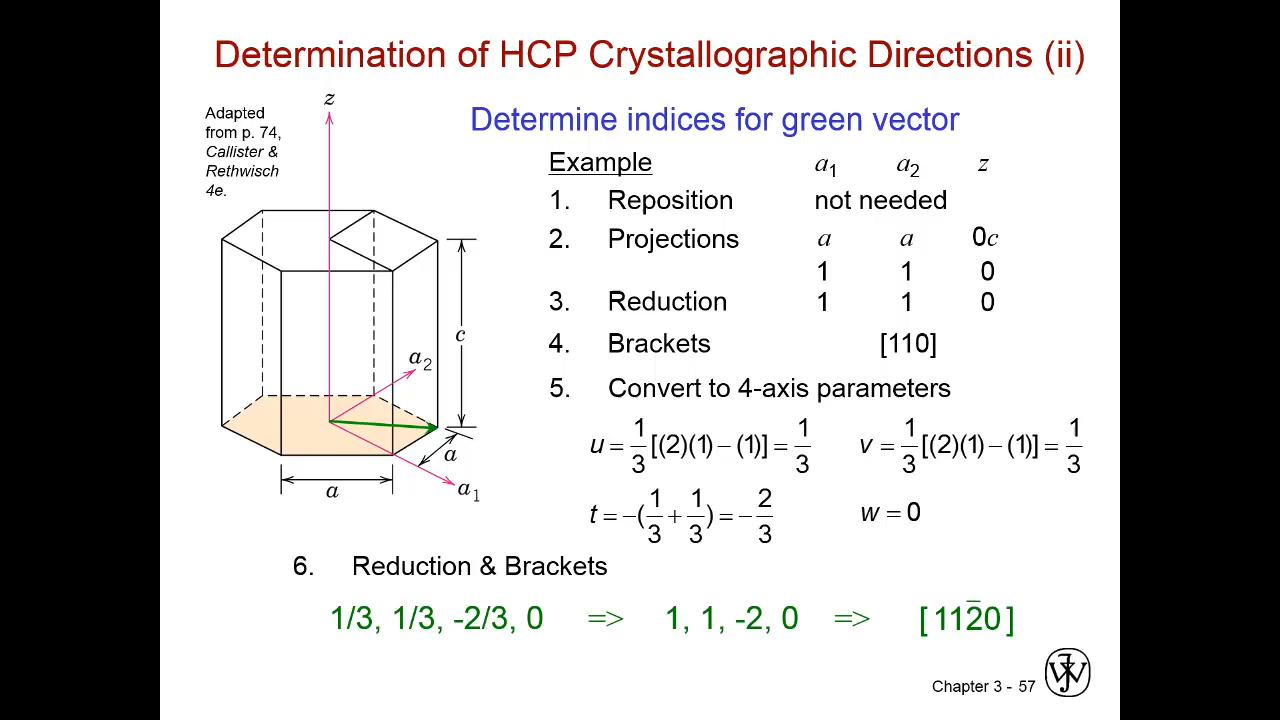 Determination of HCP Crystallographic Directions (ii)
Adapted
from p. 74,
Callister &
Rethwisch
4e.
z
a₂
c
a
a
a₁
Determine indices for green vector
Example a₁ a₂ z
1. Reposition not needed
2. Projections a a 0c
1 1 0
3. Reduction 1 1 0
4. Brackets [110]
5. Convert to 4-axis parameters
u = 1/3 [(2)(1) − (1)] = 1/3 v = 1/3 [(2)(1) − (1)] = 1/3
t = −(1/3 + 1/3) = −2/3 w = 0
6. Reduction & Brackets
1/3, 1/3, -2/3, 0 => 1, 1, -2, 0 => [112̅0]
Chapter 3 - 57